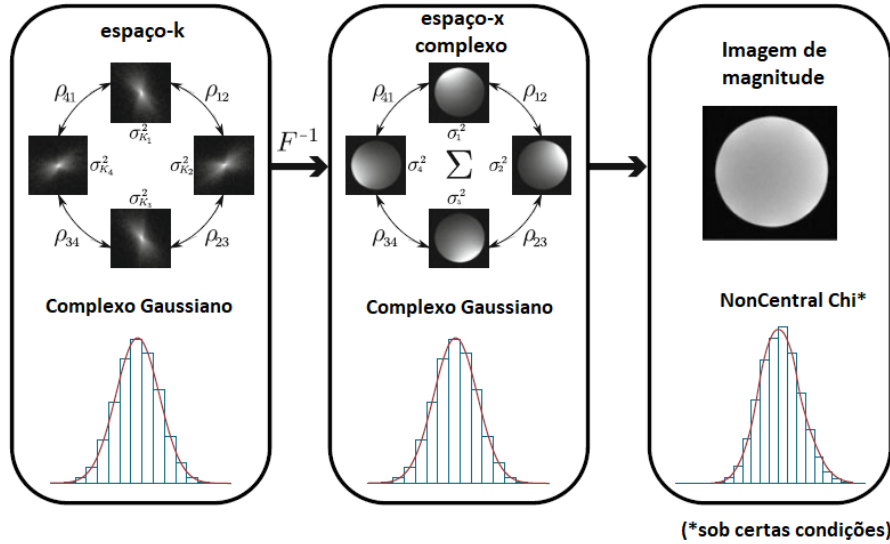 espaço-k
ρ41
ρ12
σ²K1
σ²K4
σ²K2
σ²K3
ρ34
ρ23
Complexo Gaussiano
F⁻¹
espaço-x
complexo
ρ41
ρ12
σ1²
σ4²
∑
σ2²
σ3²
ρ34
ρ23
Complexo Gaussiano
Imagem de
magnitude
NonCentral Chi*
(*sob certas condições)